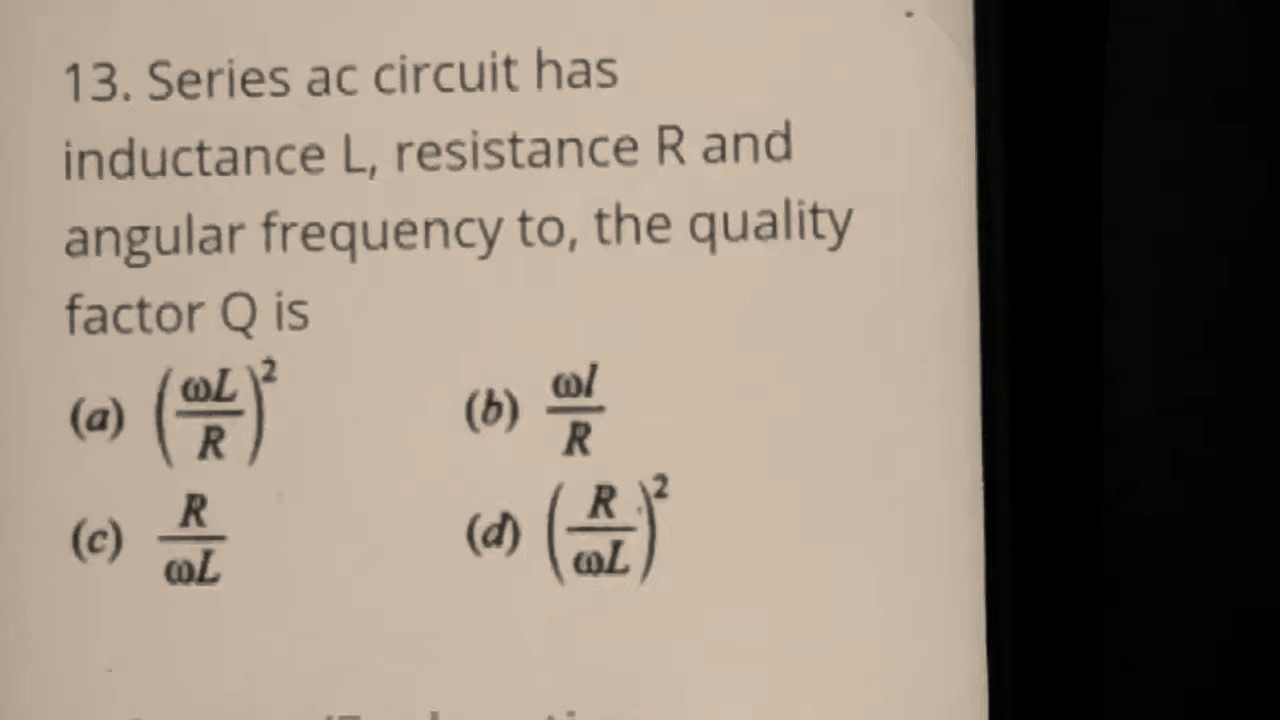 13. Series ac circuit has
inductance L, resistance R and
angular frequency to, the quality
factor Q is
(a) (ωL/R)² (b) ωl/R
(c) R/ωL (d) (R/ωL)²